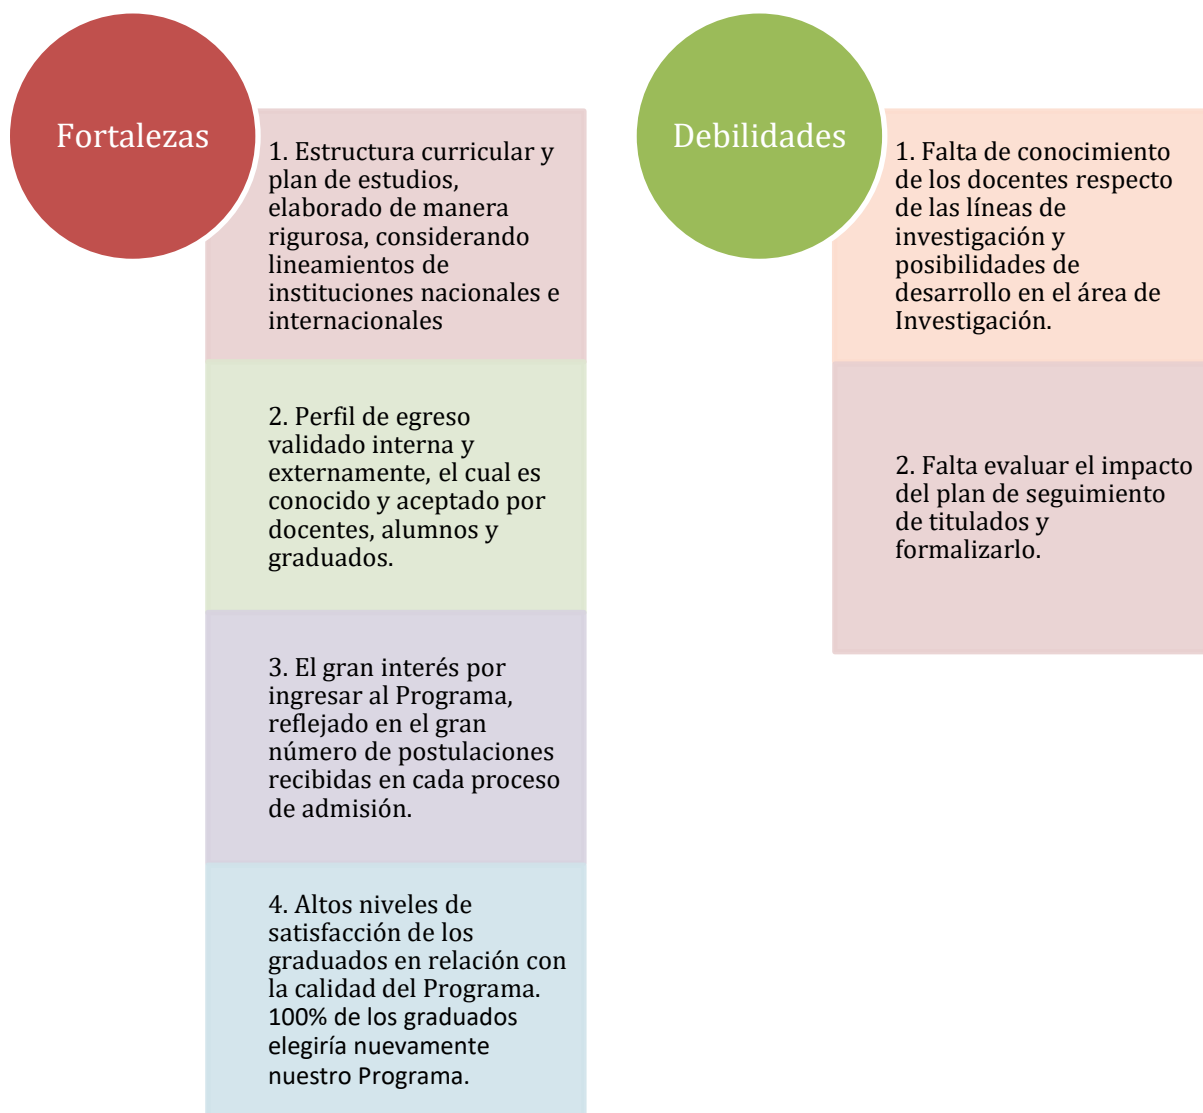 Fortalezas
1. Estructura curricular y
plan de estudios,
elaborado de manera
rigurosa, considerando
lineamientos de
instituciones nacionales e
internacionales
2. Perfil de egreso
validado interna y
externamente, el cual es
conocido y aceptado por
docentes, alumnos y
graduados.
3. El gran interés por
ingresar al Programa,
reflejado en el gran
número de postulaciones
recibidas en cada proceso
de admisión.
4. Altos niveles de
satisfacción de los
graduados en relación con
la calidad del Programa.
100% de los graduados
elegiría nuevamente
nuestro Programa.
Debilidades
1. Falta de conocimiento
de los docentes respecto
de las líneas de
investigación y
posibilidades de
desarrollo en el área de
Investigación.
2. Falta evaluar el impacto
del plan de seguimiento
de titulados y
formalizarlo.